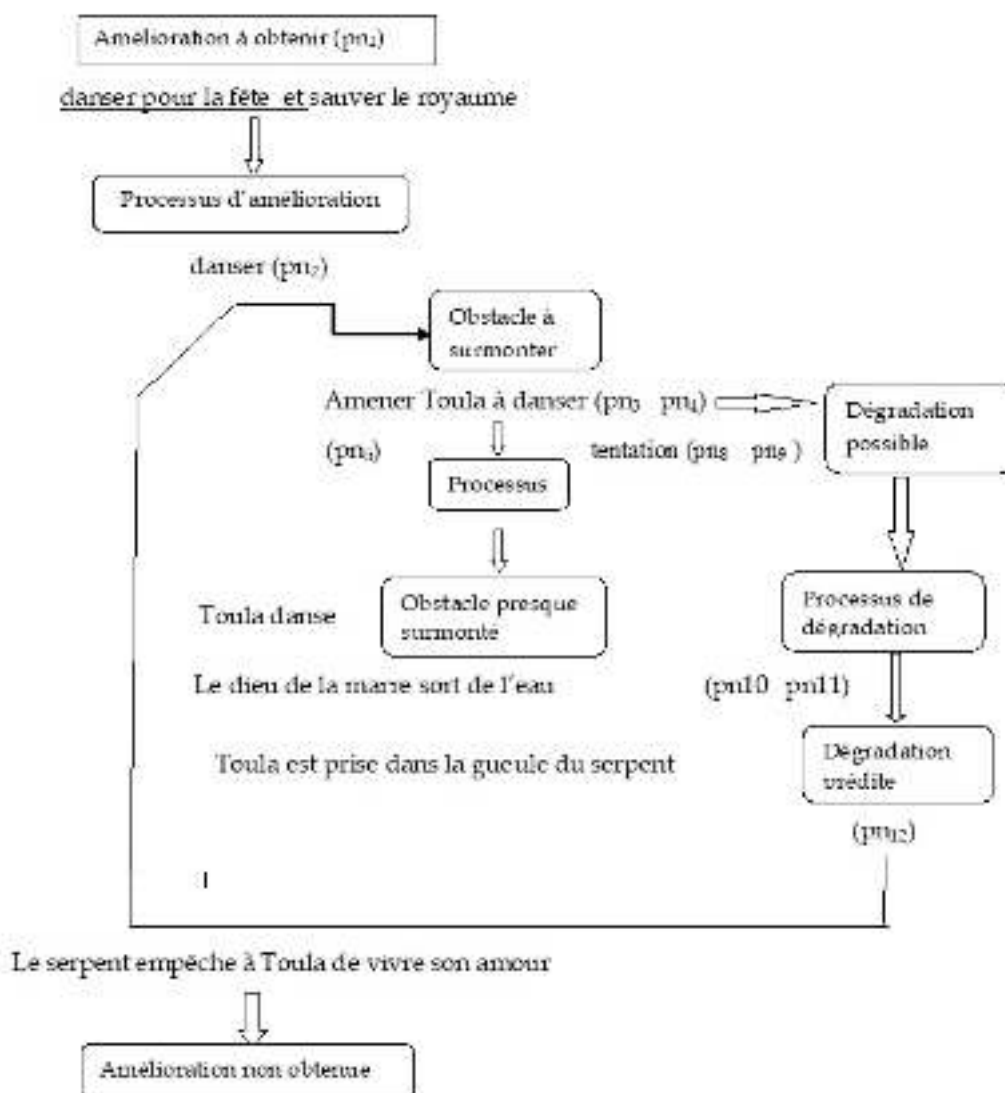 Amélioration à obtenir (pn₁)
danser pour la fête et sauver le royaume
Processus d'amélioration
danser (pn₂)
Obstacle à
surmonter
Amener Toula à danser (pn₃ pn₄)
Dégradation
possible
tentation (pn₈ pn₉ )
Processus
Toula danse
Obstacle presque
surmonté
Processus de
dégradation
Le dieu de la marre sort de l'eau
(pn10 pn11)
Toula est prise dans la gueule du serpent
Dégradation
(pn₁₂)
Le serpent empêche à Toula de vivre son amour
Amélioration non obtenue